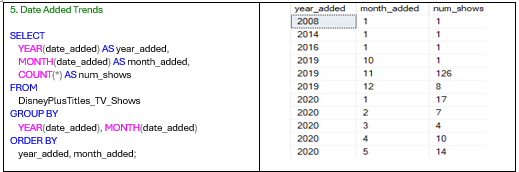 5. Date Added Trends
SELECT
YEAR(date_added) AS year_added,
MONTH(date_added) AS month_added,
COUNT(*) AS num_shows
FROM
DisneyPlusTitles_TV_Shows
GROUP BY
YEAR(date_added), MONTH(date_added)
ORDER BY
year_added, month_added;
year_added month_added num_shows
2008 1 1
2014 1 1
2016 1 1
2019 10 1
2019 11 126
2019 12 8
2020 1 17
2020 2 7
2020 3 4
2020 4 10
2020 5 14